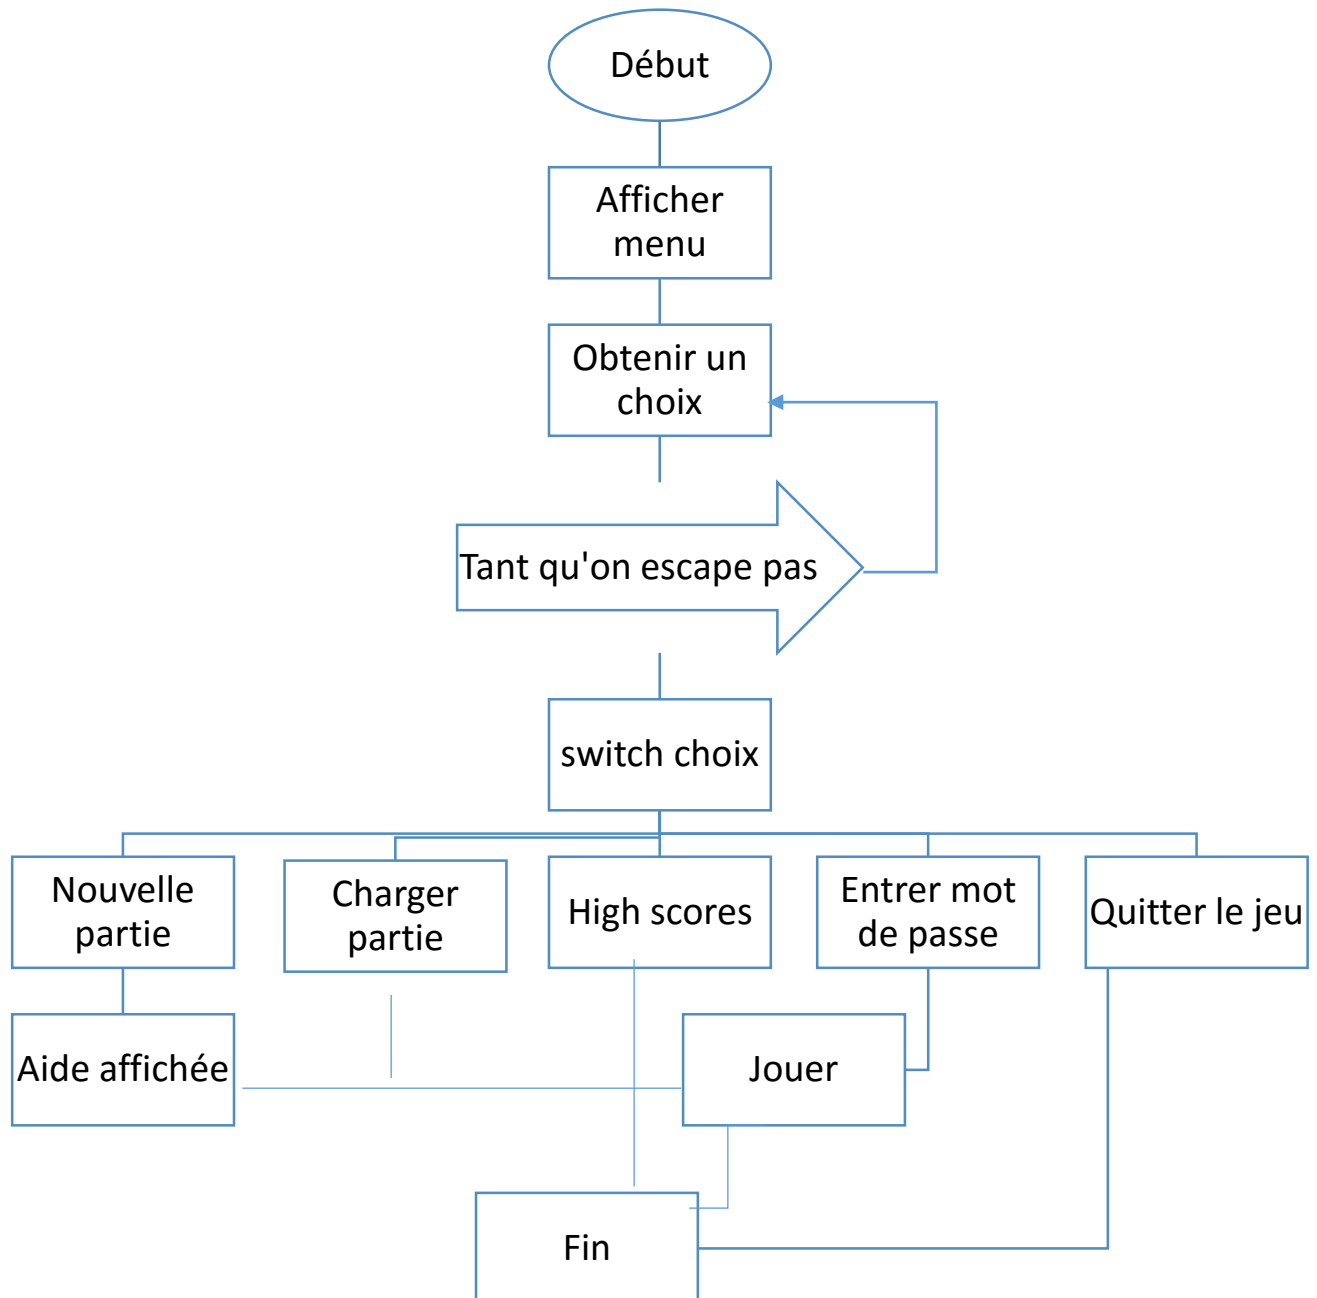 Début
Afficher
menu
Obtenir un
choix
Tant qu'on escape pas
switch choix
Nouvelle
partie
Charger
partie
High scores
Entrer mot
de passe
Quitter le jeu
Aide affichée
Jouer
Fin